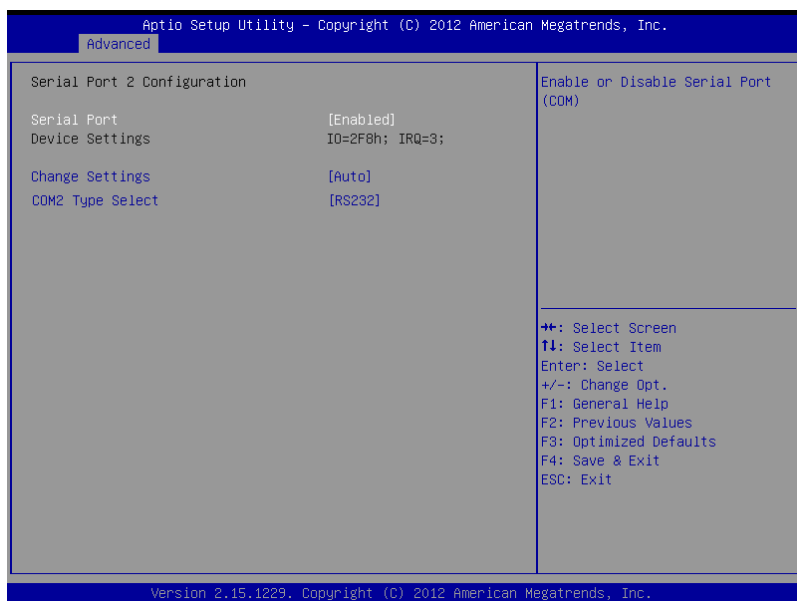 Aptio Setup Utility – Copyright (C) 2012 American Megatrends, Inc.
Advanced
Serial Port 2 Configuration
Serial Port [Enabled]
Device Settings IO=2F8h; IRQ=3;
Change Settings [Auto]
COM2 Type Select [RS232]
Enable or Disable Serial Port
(COM)
→←: Select Screen
↑↓: Select Item
Enter: Select
+/-: Change Opt.
F1: General Help
F2: Previous Values
F3: Optimized Defaults
F4: Save & Exit
ESC: Exit
Version 2.15.1229. Copyright (C) 2012 American Megatrends, Inc.